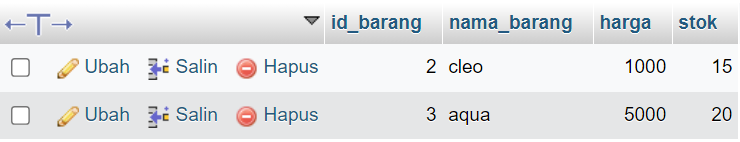 id_barang nama_barang harga stok
Ubah Salin Hapus 2 cleo 1000 15
Ubah Salin Hapus 3 aqua 5000 20